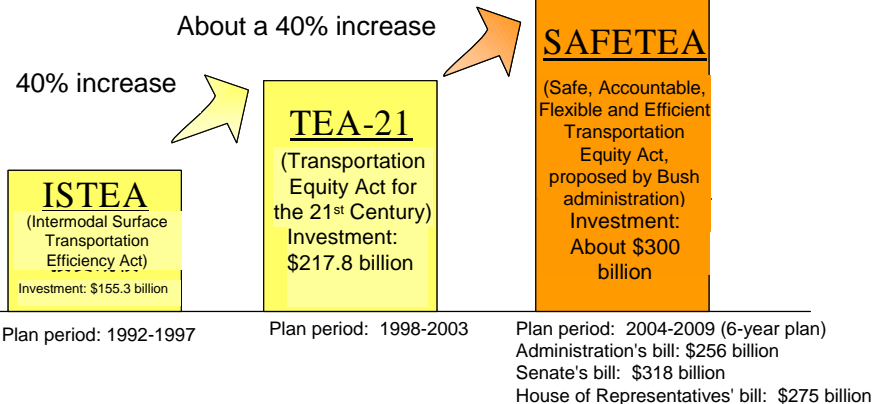 About a 40% increase
40% increase
ISTEA
(Intermodal Surface
Transportation
Efficiency Act)
Investment: $155.3 billion
Plan period: 1992-1997
TEA-21
(Transportation
Equity Act for
the 21st Century)
Investment:
$217.8 billion
Plan period: 1998-2003
SAFETEA
(Safe, Accountable,
Flexible and Efficient
Transportation
Equity Act,
proposed by Bush
administration)
Investment:
About $300
billion
Plan period: 2004-2009 (6-year plan)
Administration's bill: $256 billion
Senate's bill: $318 billion
House of Representatives' bill: $275 billion